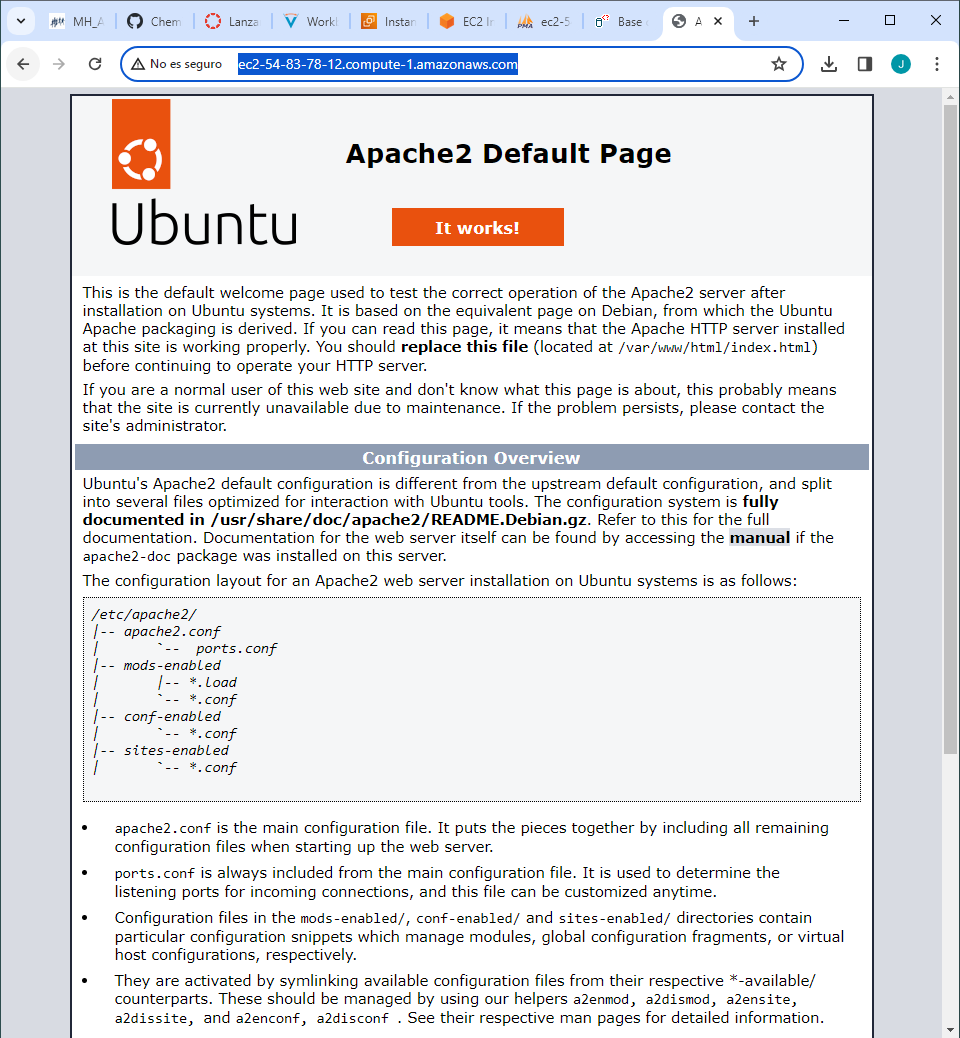 MH_A
Chem
Lanza
Work
Instan
EC2 In
ec2-5
Base
A
No es seguro
ec2-54-83-78-12.compute-1.amazonaws.com
J
Ubuntu
Apache2 Default Page
It works!
This is the default welcome page used to test the correct operation of the Apache2 server after
installation on Ubuntu systems. It is based on the equivalent page on Debian, from which the Ubuntu
Apache packaging is derived. If you can read this page, it means that the Apache HTTP server installed
at this site is working properly. You should replace this file (located at /var/www/html/index.html)
before continuing to operate your HTTP server.
If you are a normal user of this web site and don't know what this page is about, this probably means
that the site is currently unavailable due to maintenance. If the problem persists, please contact the
site's administrator.
Configuration Overview
Ubuntu's Apache2 default configuration is different from the upstream default configuration, and split
into several files optimized for interaction with Ubuntu tools. The configuration system is fully
documented in /usr/share/doc/apache2/README.Debian.gz. Refer to this for the full
documentation. Documentation for the web server itself can be found by accessing the manual if the
apache2-doc package was installed on this server.
The configuration layout for an Apache2 web server installation on Ubuntu systems is as follows:
/etc/apache2/
|-- apache2.conf
|       `--  ports.conf
|-- mods-enabled
|       |-- *.load
|       `-- *.conf
|-- conf-enabled
|       `-- *.conf
|-- sites-enabled
|       `-- *.conf
• apache2.conf is the main configuration file. It puts the pieces together by including all remaining
configuration files when starting up the web server.
• ports.conf is always included from the main configuration file. It is used to determine the
listening ports for incoming connections, and this file can be customized anytime.
• Configuration files in the mods-enabled/, conf-enabled/ and sites-enabled/ directories contain
particular configuration snippets which manage modules, global configuration fragments, or virtual
host configurations, respectively.
• They are activated by symlinking available configuration files from their respective *-available/
counterparts. These should be managed by using our helpers a2enmod, a2dismod, a2ensite,
a2dissite, and a2enconf, a2disconf . See their respective man pages for detailed information.